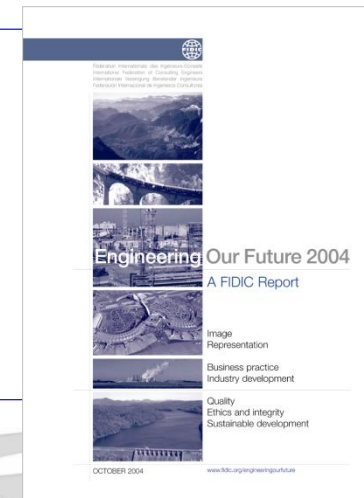 FIDIC
Fédération Internationale des Ingénieurs-Conseils
International Federation of Consulting Engineers
Internationale Vereinigung Beratender Ingenieure
Federación Internacional de Ingenieros Consultores
Engineering Our Future 2004
A FIDIC Report
Image
Representation
Business practice
Industry development
Quality
Ethics and integrity
Sustainable development
OCTOBER 2004
www.fidic.org/engineeringourfuture